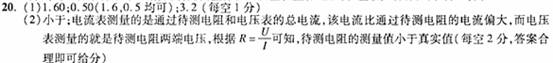 20. (1)1.60;0.50(1.6,0.5均可);3.2 (每空1分)
(2)小于;电流表测量的是通过待测电阻和电压表的总电流,该电流比通过待测电阻的电流偏大,而电压
表测量的就是待测电阻两端电压,根据 R=U/I 可知,待测电阻的测量值小于真实值(每空2分,答案合
理即可给分)